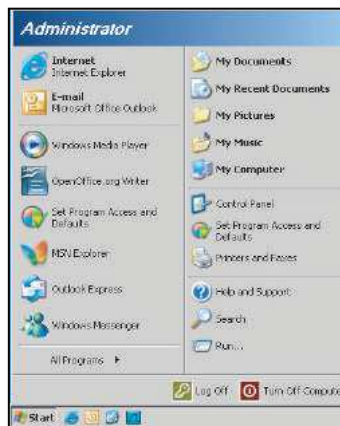 Administrator
Internet
Internet Explorer
E-mail
Microsoft Office Outlook
Windows Media Player
OpenOffice.org Writer
Set Program Access and
Defaults
MSN Explorer
Outlook Express
Windows Messenger
All Programs
My Documents
My Recent Documents
My Pictures
My Music
My Computer
Control Panel
Set Program Access and
Defaults
Printers and Faxes
Help and Support
Search
Run...
Log Off
Turn Off Compute
Start